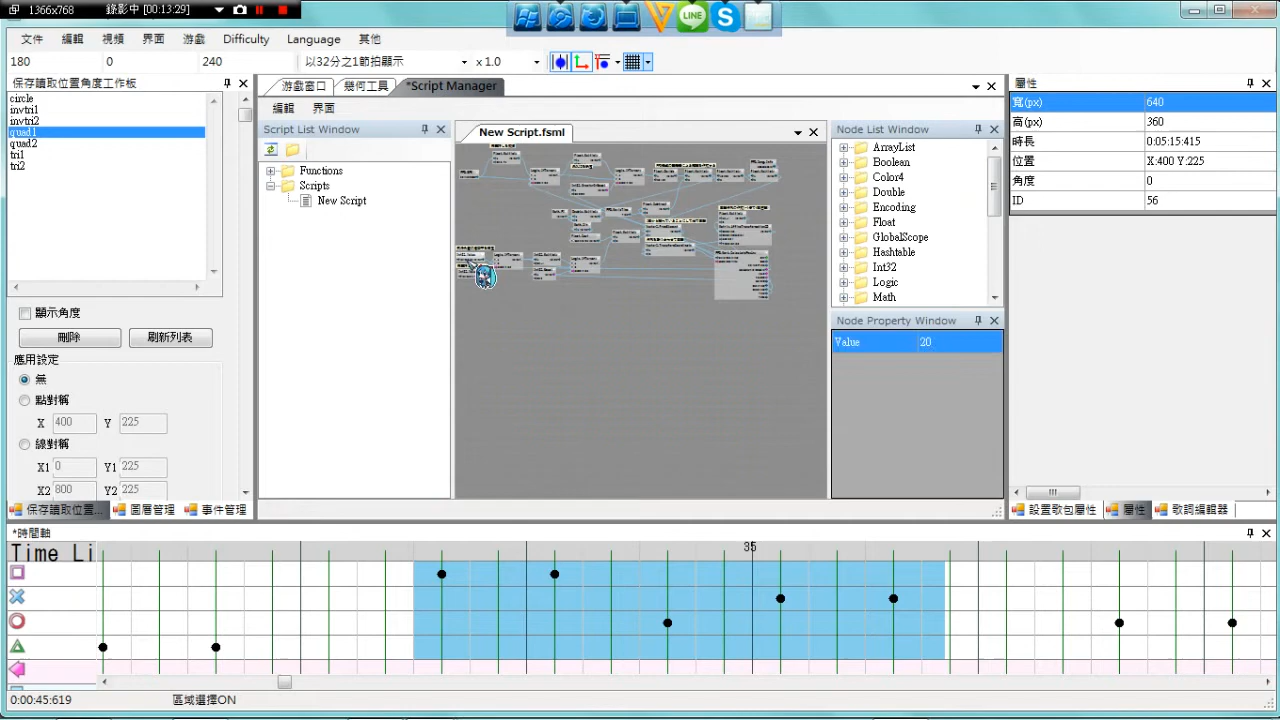 1366x768 錄影中 [00:13:29]
LINE
文件 編輯 視頻 界面 游戲 Difficulty Language 其他
180 0 240 以32分之1節拍顯示 x 1.0
保存讀取位置角度工作板
circle
invtri1
invtri2
quad1
quad2
tri1
tri2
顯示角度
刪除 刷新列表
應用設定
無
點對稱
X 400 Y 225
線對稱
X1 0 Y1 225
X2 800 Y2 225
保存讀取位置... 圖層管理 事件管理
游戲窗口 幾何工具 *Script Manager
編輯 界面
Script List Window
Functions
Scripts
New Script
New Script.fsml
Node List Window
ArrayList
Boolean
Color4
Double
Encoding
Float
GlobalScope
Hashtable
Int32
Logic
Math
Node Property Window
Value 20
屬性
寬(px) 640
高(px) 360
時長 0:05:15:415
位置 X:400 Y:225
角度 0
ID 56
設置歌包屬性 屬性 歌詞編輯器
*時間軸
Time Li 35
0:00:45:619 區域選擇ON